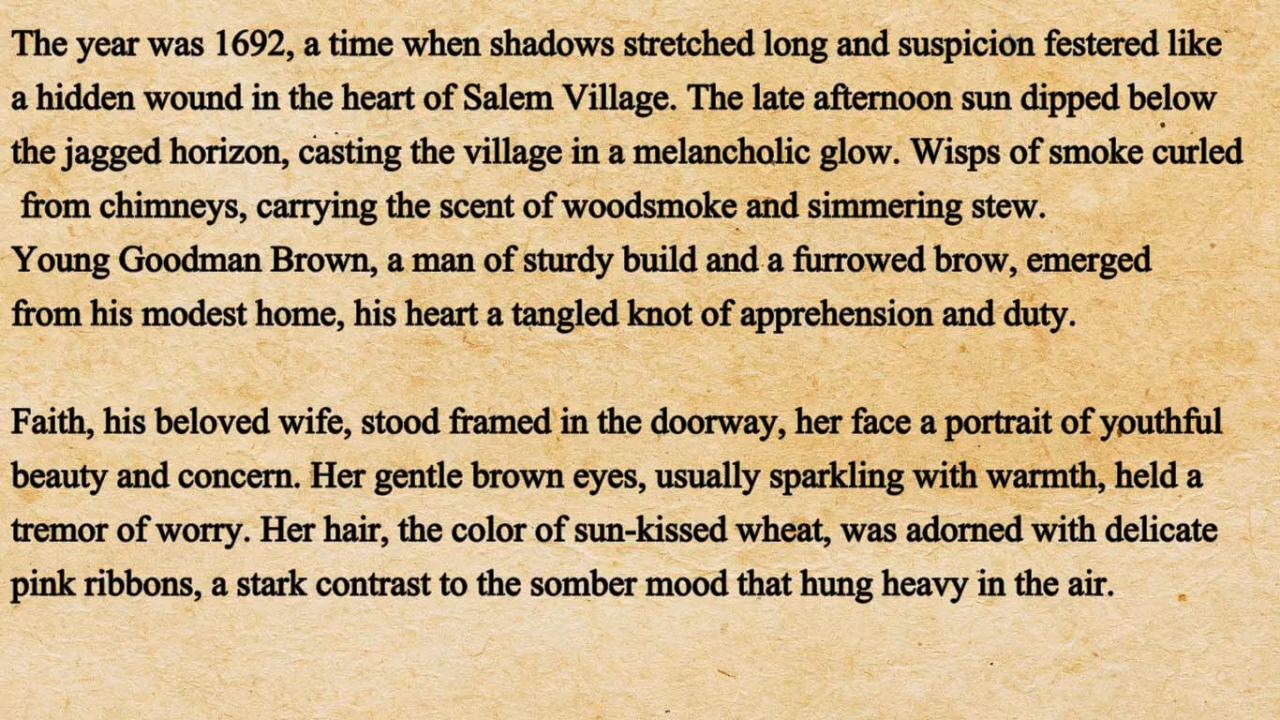 The year was 1692, a time when shadows stretched long and suspicion festered like
a hidden wound in the heart of Salem Village. The late afternoon sun dipped below
the jagged horizon, casting the village in a melancholic glow. Wisps of smoke curled
from chimneys, carrying the scent of woodsmoke and simmering stew.
Young Goodman Brown, a man of sturdy build and a furrowed brow, emerged
from his modest home, his heart a tangled knot of apprehension and duty.
Faith, his beloved wife, stood framed in the doorway, her face a portrait of youthful
beauty and concern. Her gentle brown eyes, usually sparkling with warmth, held a
tremor of worry. Her hair, the color of sun-kissed wheat, was adorned with delicate
pink ribbons, a stark contrast to the somber mood that hung heavy in the air.